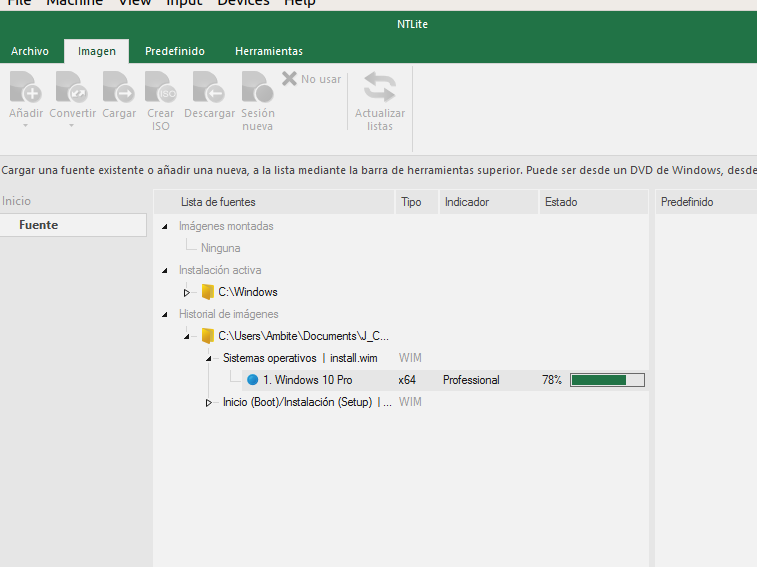 File Machine View Input Devices Help
NTLite
Archivo Imagen Predefinido Herramientas
Añadir Convertir Cargar Crear ISO Descargar Sesión nueva No usar Actualizar listas
Cargar una fuente existente o añadir una nueva, a la lista mediante la barra de herramientas superior. Puede ser desde un DVD de Windows, desde
Inicio
Fuente
Lista de fuentes Tipo Indicador Estado Predefinido
Imágenes montadas
Ninguna
Instalación activa
C:\Windows
Historial de imágenes
C:\Users\Ambite\Documents\J_C...
Sistemas operativos | install.wim WIM
1. Windows 10 Pro x64 Professional 78%
Inicio (Boot)/Instalación (Setup) | ... WIM